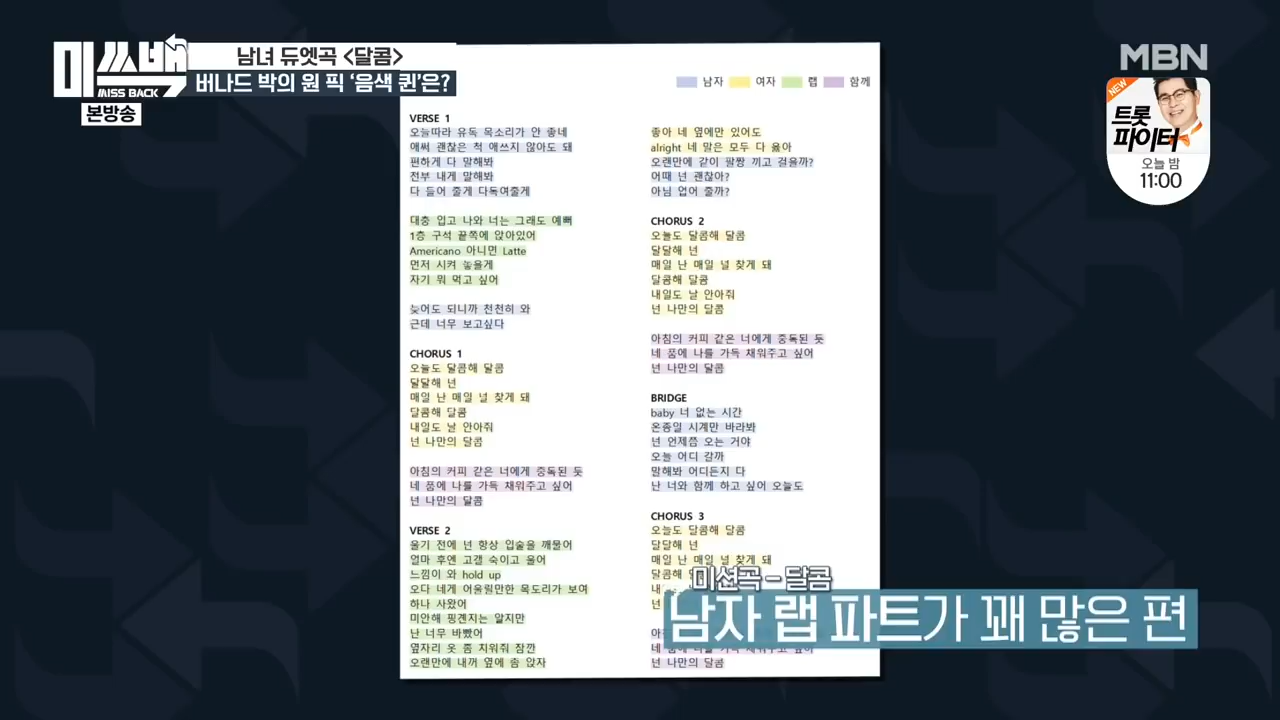 미쓰백
MISS BACK
본방송
남녀 듀엣곡 <달콤>
버나드 박의 원 픽 '음색 퀸'은?
MBN
NEW
트롯
파이터
오늘 밤
11:00
남자 여자 랩 함께
VERSE 1
오늘따라 유독 목소리가 안 좋네
애써 괜찮은 척 애쓰지 않아도 돼
편하게 다 말해봐
전부 내게 말해봐
다 들어 줄게 다독여줄게
대충 입고 나와 너는 그래도 예뻐
1층 구석 끝쪽에 앉아있어
Americano 아니면 Latte
먼저 시켜 놓을게
자기 뭐 먹고 싶어
늦어도 되니까 천천히 와
근데 너무 보고싶다
CHORUS 1
오늘도 달콤해 달콤
달달해 넌
매일 난 매일 널 찾게 돼
달콤해 달콤
내일도 날 안아줘
넌 나만의 달콤
아침의 커피 같은 너에게 중독된 듯
네 품에 나를 가득 채워주고 싶어
넌 나만의 달콤
VERSE 2
울기 전에 넌 항상 입술을 깨물어
얼마 후엔 고갤 숙이고 울어
느낌이 와 hold up
오다 네게 어울릴만한 목도리가 보여
하나 사왔어
미안해 핑곈지는 알지만
난 너무 바빴어
옆자리 옷 좀 치워줘 잠깐
오랜만에 내꺼 옆에 좀 앉자
좋아 네 옆에만 있어도
alright 네 말은 모두 다 옳아
오랜만에 같이 팔짱 끼고 걸을까?
어때 넌 괜찮아?
아님 업어 줄까?
CHORUS 2
오늘도 달콤해 달콤
달달해 넌
매일 난 매일 널 찾게 돼
달콤해 달콤
내일도 날 안아줘
넌 나만의 달콤
아침의 커피 같은 너에게 중독된 듯
네 품에 나를 가득 채워주고 싶어
넌 나만의 달콤
BRIDGE
baby 너 없는 시간
온종일 시계만 바라봐
넌 언제쯤 오는 거야
오늘 어디 갈까
말해봐 어디든지 다
난 너와 함께 하고 싶어 오늘도
CHORUS 3
오늘도 달콤해 달콤
달달해 넌
매일 난 매일 널 찾게 돼
달콤해
넌 나만의 달콤
미션곡 – 달콤
남자 랩 파트가 꽤 많은 편